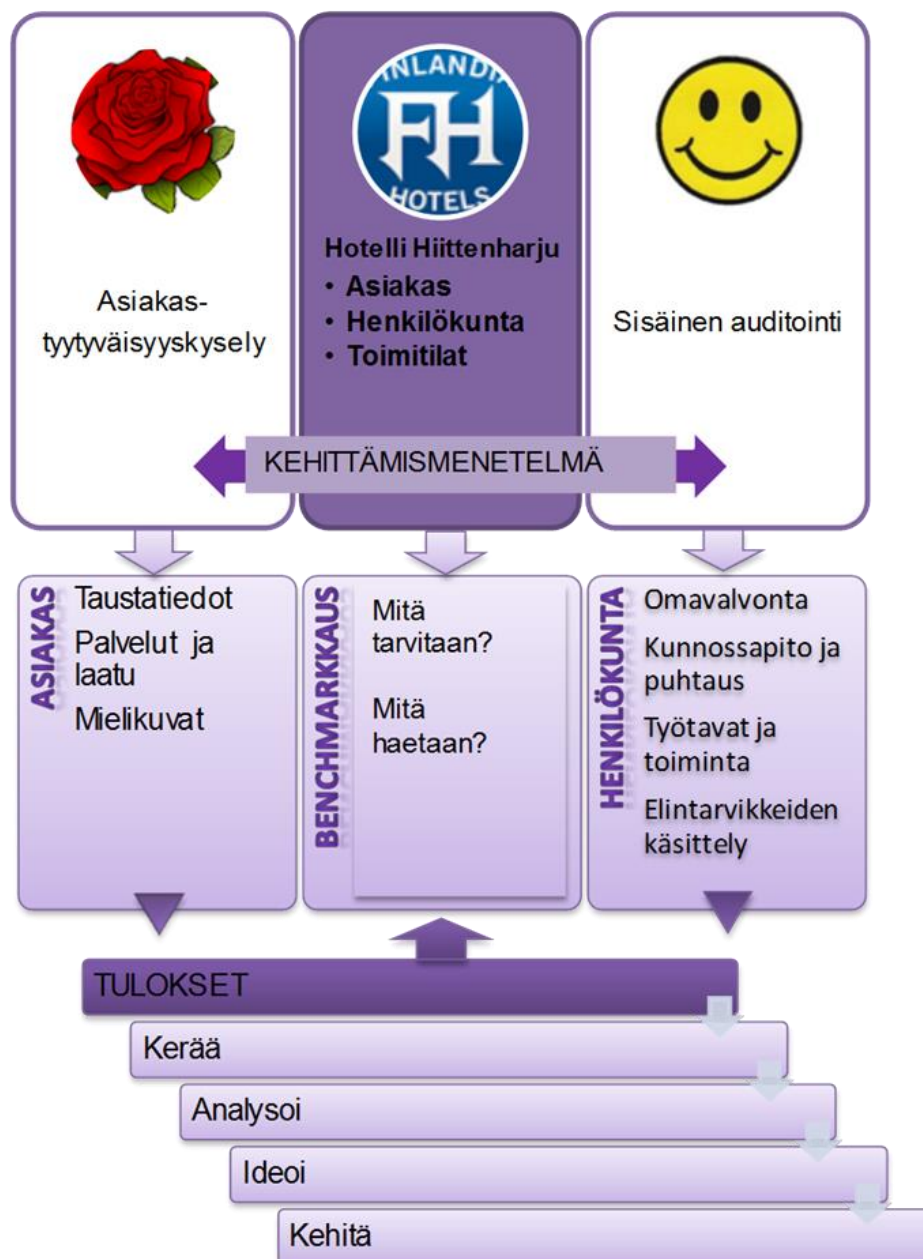 INLANDI
FH
HOTELS
Asiakas-
tyytyväisyyskysely
Hotelli Hiittenharju
• Asiakas
• Henkilökunta
• Toimitilat
Sisäinen auditointi
KEHITTÄMISMENETELMÄ
ASIAKAS
Taustatiedot
Palvelut ja
laatu
Mielikuvat
BENCHMARKKAUS
Mitä
tarvitaan?
Mitä
haetaan?
HENKILÖKUNTA
Omavalvonta
Kunnossapito ja
puhtaus
Työtavat ja
toiminta
Elintarvikkeiden
käsittely
TULOKSET
Kerää
Analysoi
Ideoi
Kehitä